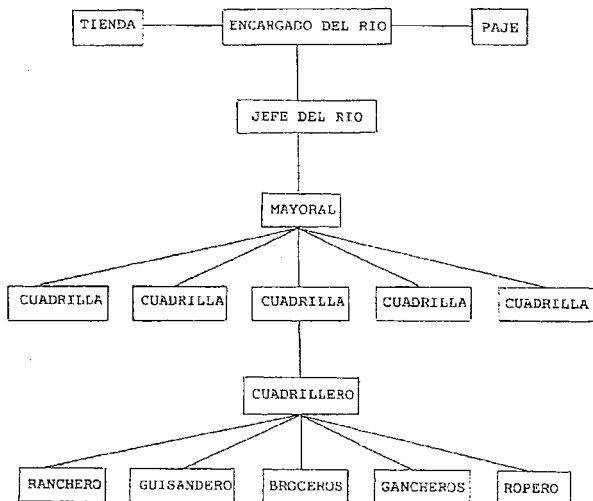 TIENDA ENCARGADO DEL RIO PAJE
JEFE DEL RIO
MAYORAL
CUADRILLA CUADRILLA CUADRILLA CUADRILLA CUADRILLA
CUADRILLERO
RANCHERO GUISANDERO BROCEROS GANCHEROS ROPERO